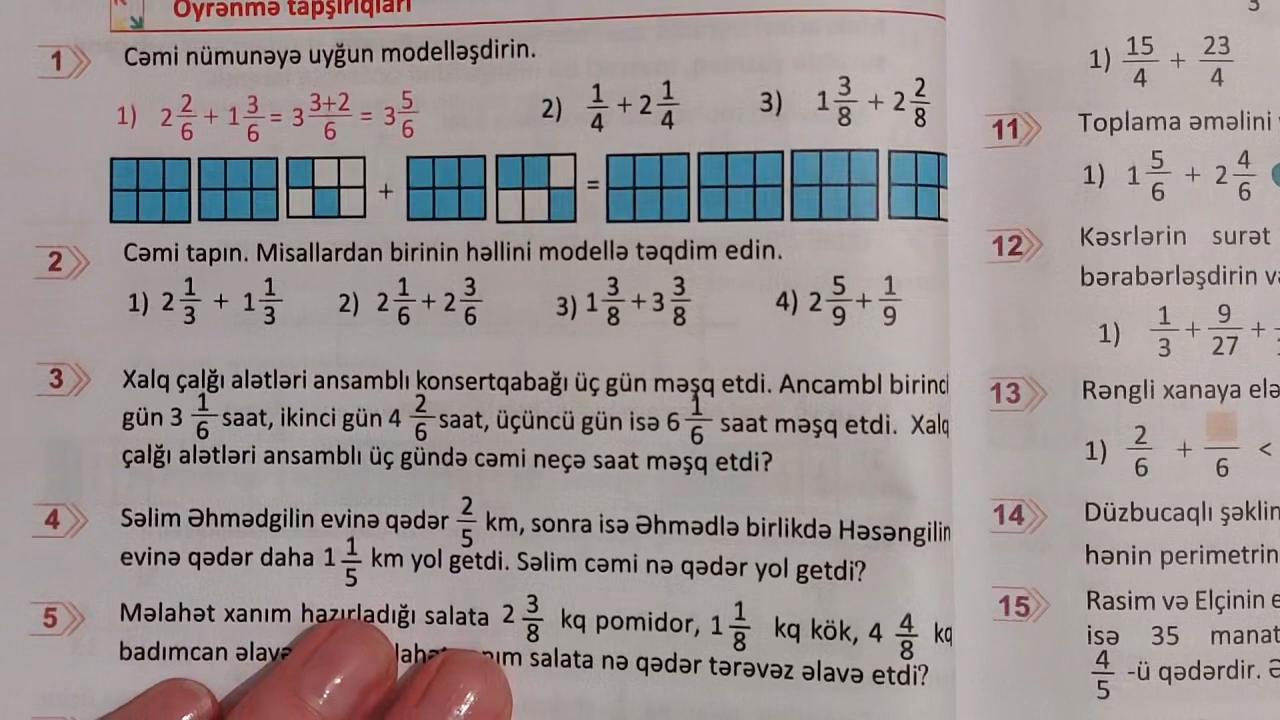 Öyrənmə tapşırıqları
1 Cəmi nümunəyə uyğun modelləşdirin.
1) 2 2/6 + 1 3/6 = 3 3+2/6 = 3 5/6 2) 1/4 + 2 1/4 3) 1 3/8 + 2 2/8
+ =
2 Cəmi tapın. Misallardan birinin həllini modellə təqdim edin.
1) 2 1/3 + 1 1/3 2) 2 1/6 + 2 3/6 3) 1 3/8 + 3 3/8 4) 2 5/9 + 1/9
3 Xalq çalğı alətləri ansamblı konsertqabağı üç gün məşq etdi. Ancambl birinci
gün 3 1/6 saat, ikinci gün 4 2/6 saat, üçüncü gün isə 6 1/6 saat məşq etdi. Xalq
çalğı alətləri ansamblı üç gündə cəmi neçə saat məşq etdi?
4 Səlim Əhmədgilin evinə qədər 2/5 km, sonra isə Əhmədlə birlikdə Həsəngilin
evinə qədər daha 1 1/5 km yol getdi. Səlim cəmi nə qədər yol getdi?
5 Məlahət xanım hazırladığı salata 2 3/8 kq pomidor, 1 1/8 kq kök, 4 4/8 kq
badımcan salata nə qədər tərəvəz əlavə etdi?
1) 15/4 + 23/4
11 Toplama əməlini
1) 1 5/6 + 2 4/6
12 Kəsrlərin surət
bərabərləşdirin
1) 1/3 + 9/27 +
13 Rəngli xanaya
1) 2/6 + /6 <
14 Düzbucaqlı
hənin
15 Rasim və Elçinin
isə 35
4/5 -ü qədərdir.